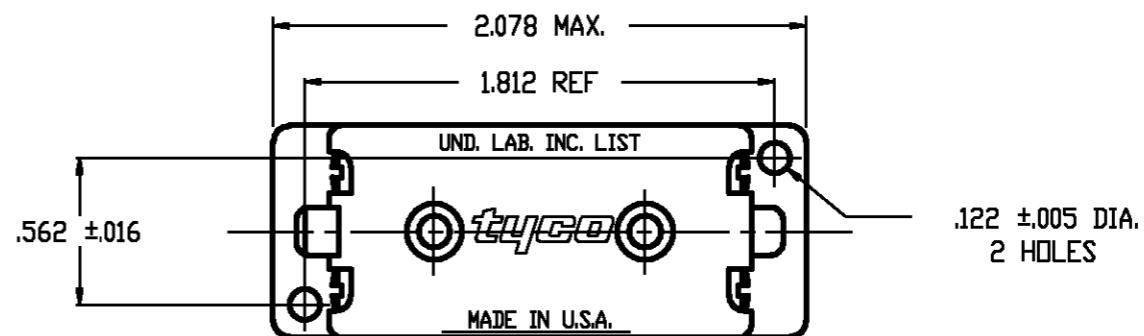 2.078 MAX.
1.812 REF
UND. LAB. INC. LIST
.562 ±.016
tyco
.122 ±.005 DIA.
2 HOLES
MADE IN U.S.A.